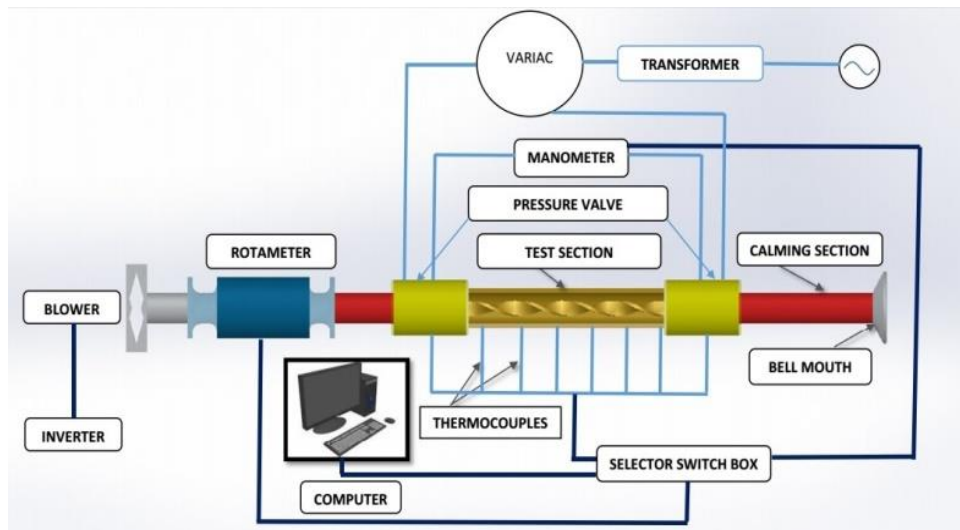 VARIAC
TRANSFORMER
MANOMETER
PRESSURE VALVE
ROTAMETER
TEST SECTION
CALMING SECTION
BLOWER
BELL MOUTH
THERMOCOUPLES
INVERTER
SELECTOR SWITCH BOX
COMPUTER